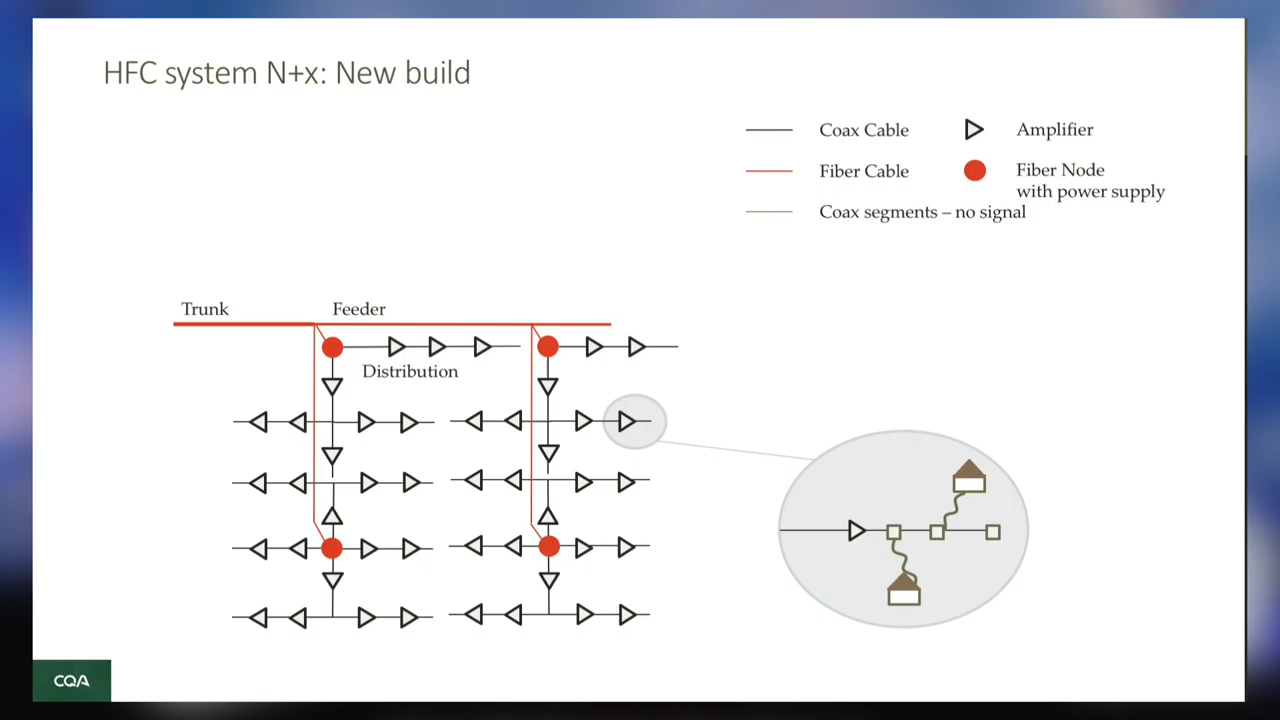 HFC system N+x: New build
Coax Cable
Amplifier
Fiber Cable
Fiber Node
with power supply
Coax segments – no signal
Trunk
Feeder
Distribution
CQA